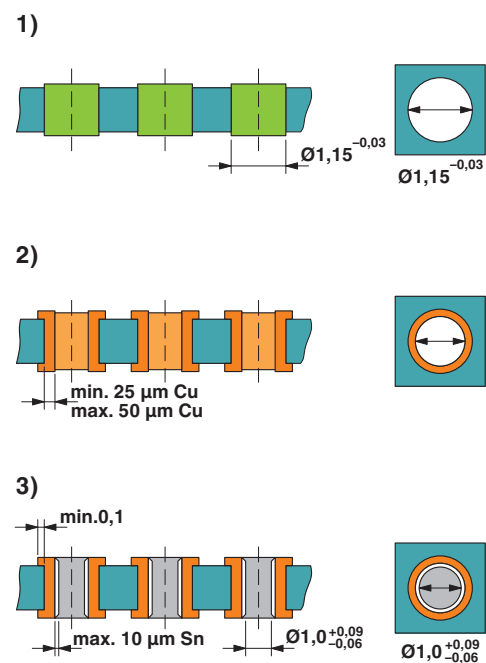 1)
Ø1,15 −0,03
Ø1,15 −0,03
2)
min. 25 µm Cu
max. 50 µm Cu
3)
min.0,1
max. 10 µm Sn
Ø1,0 +0,09 −0,06
Ø1,0 +0,09 −0,06